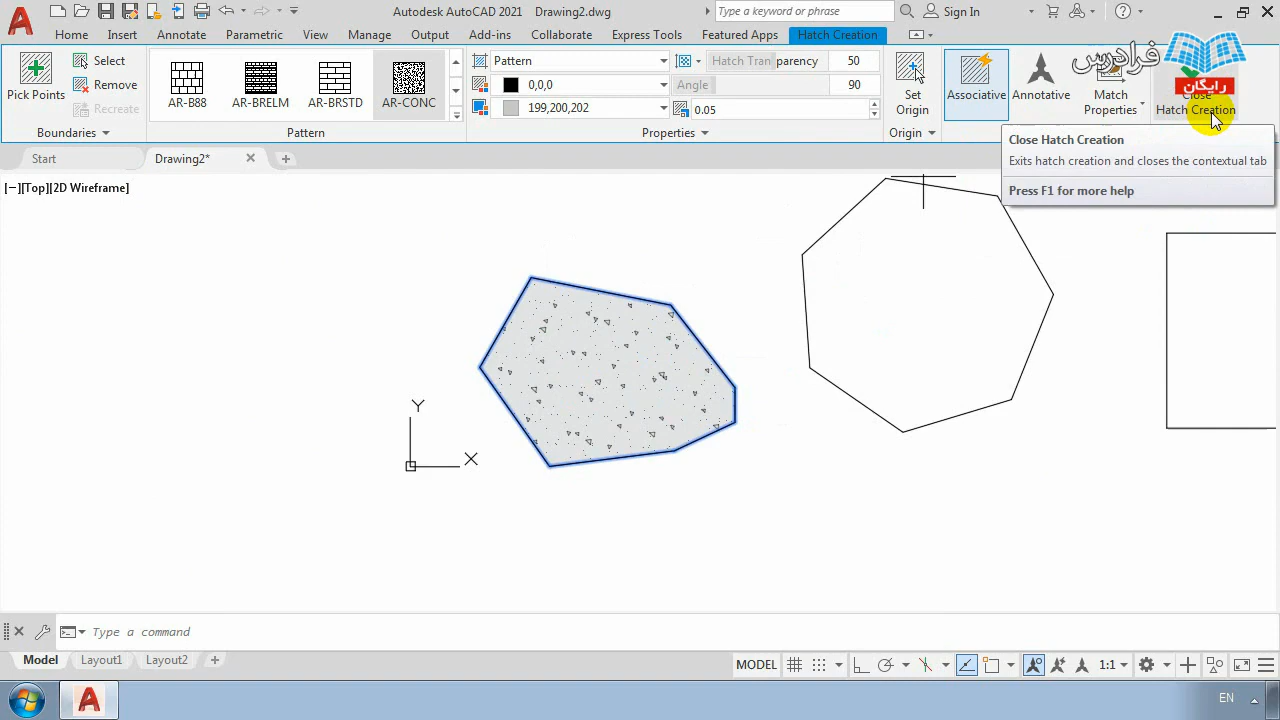 Autodesk AutoCAD 2021 Drawing2.dwg
Type a keyword or phrase
Sign In
Home Insert Annotate Parametric View Manage Output Add-ins Collaborate Express Tools Featured Apps Hatch Creation
Pick Points
Select
Remove
Recreate
Boundaries
AR-B88
AR-BRELM
AR-BRSTD
AR-CONC
Pattern
Pattern
0,0,0
199,200,202
Hatch Transparency 50
Angle 90
0.05
Properties
Set
Origin
Origin
Associative
Annotative
Match
Properties
Close
Hatch Creation
فرادرس
رایگان
Close Hatch Creation
Exits hatch creation and closes the contextual tab
Press F1 for more help
Start
Drawing2*
[−][Top][2D Wireframe]
Y
X
Type a command
Model Layout1 Layout2
MODEL
1:1
EN